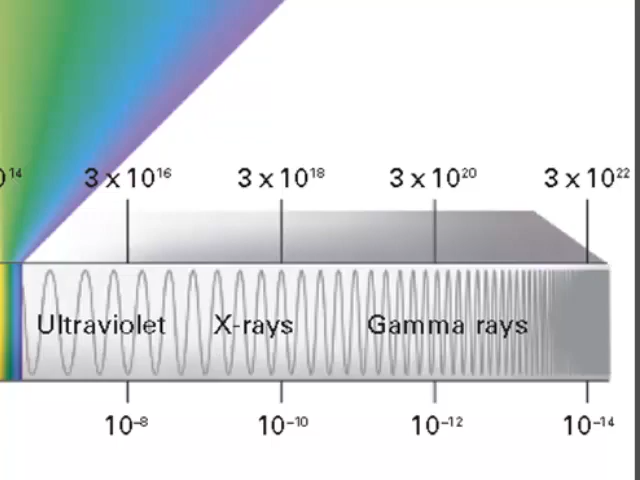 3 x 10¹⁶ 3 x 10¹⁸ 3 x 10²⁰ 3 x 10²²
Ultraviolet X-rays Gamma rays
10⁻⁸ 10⁻¹⁰ 10⁻¹² 10⁻¹⁴